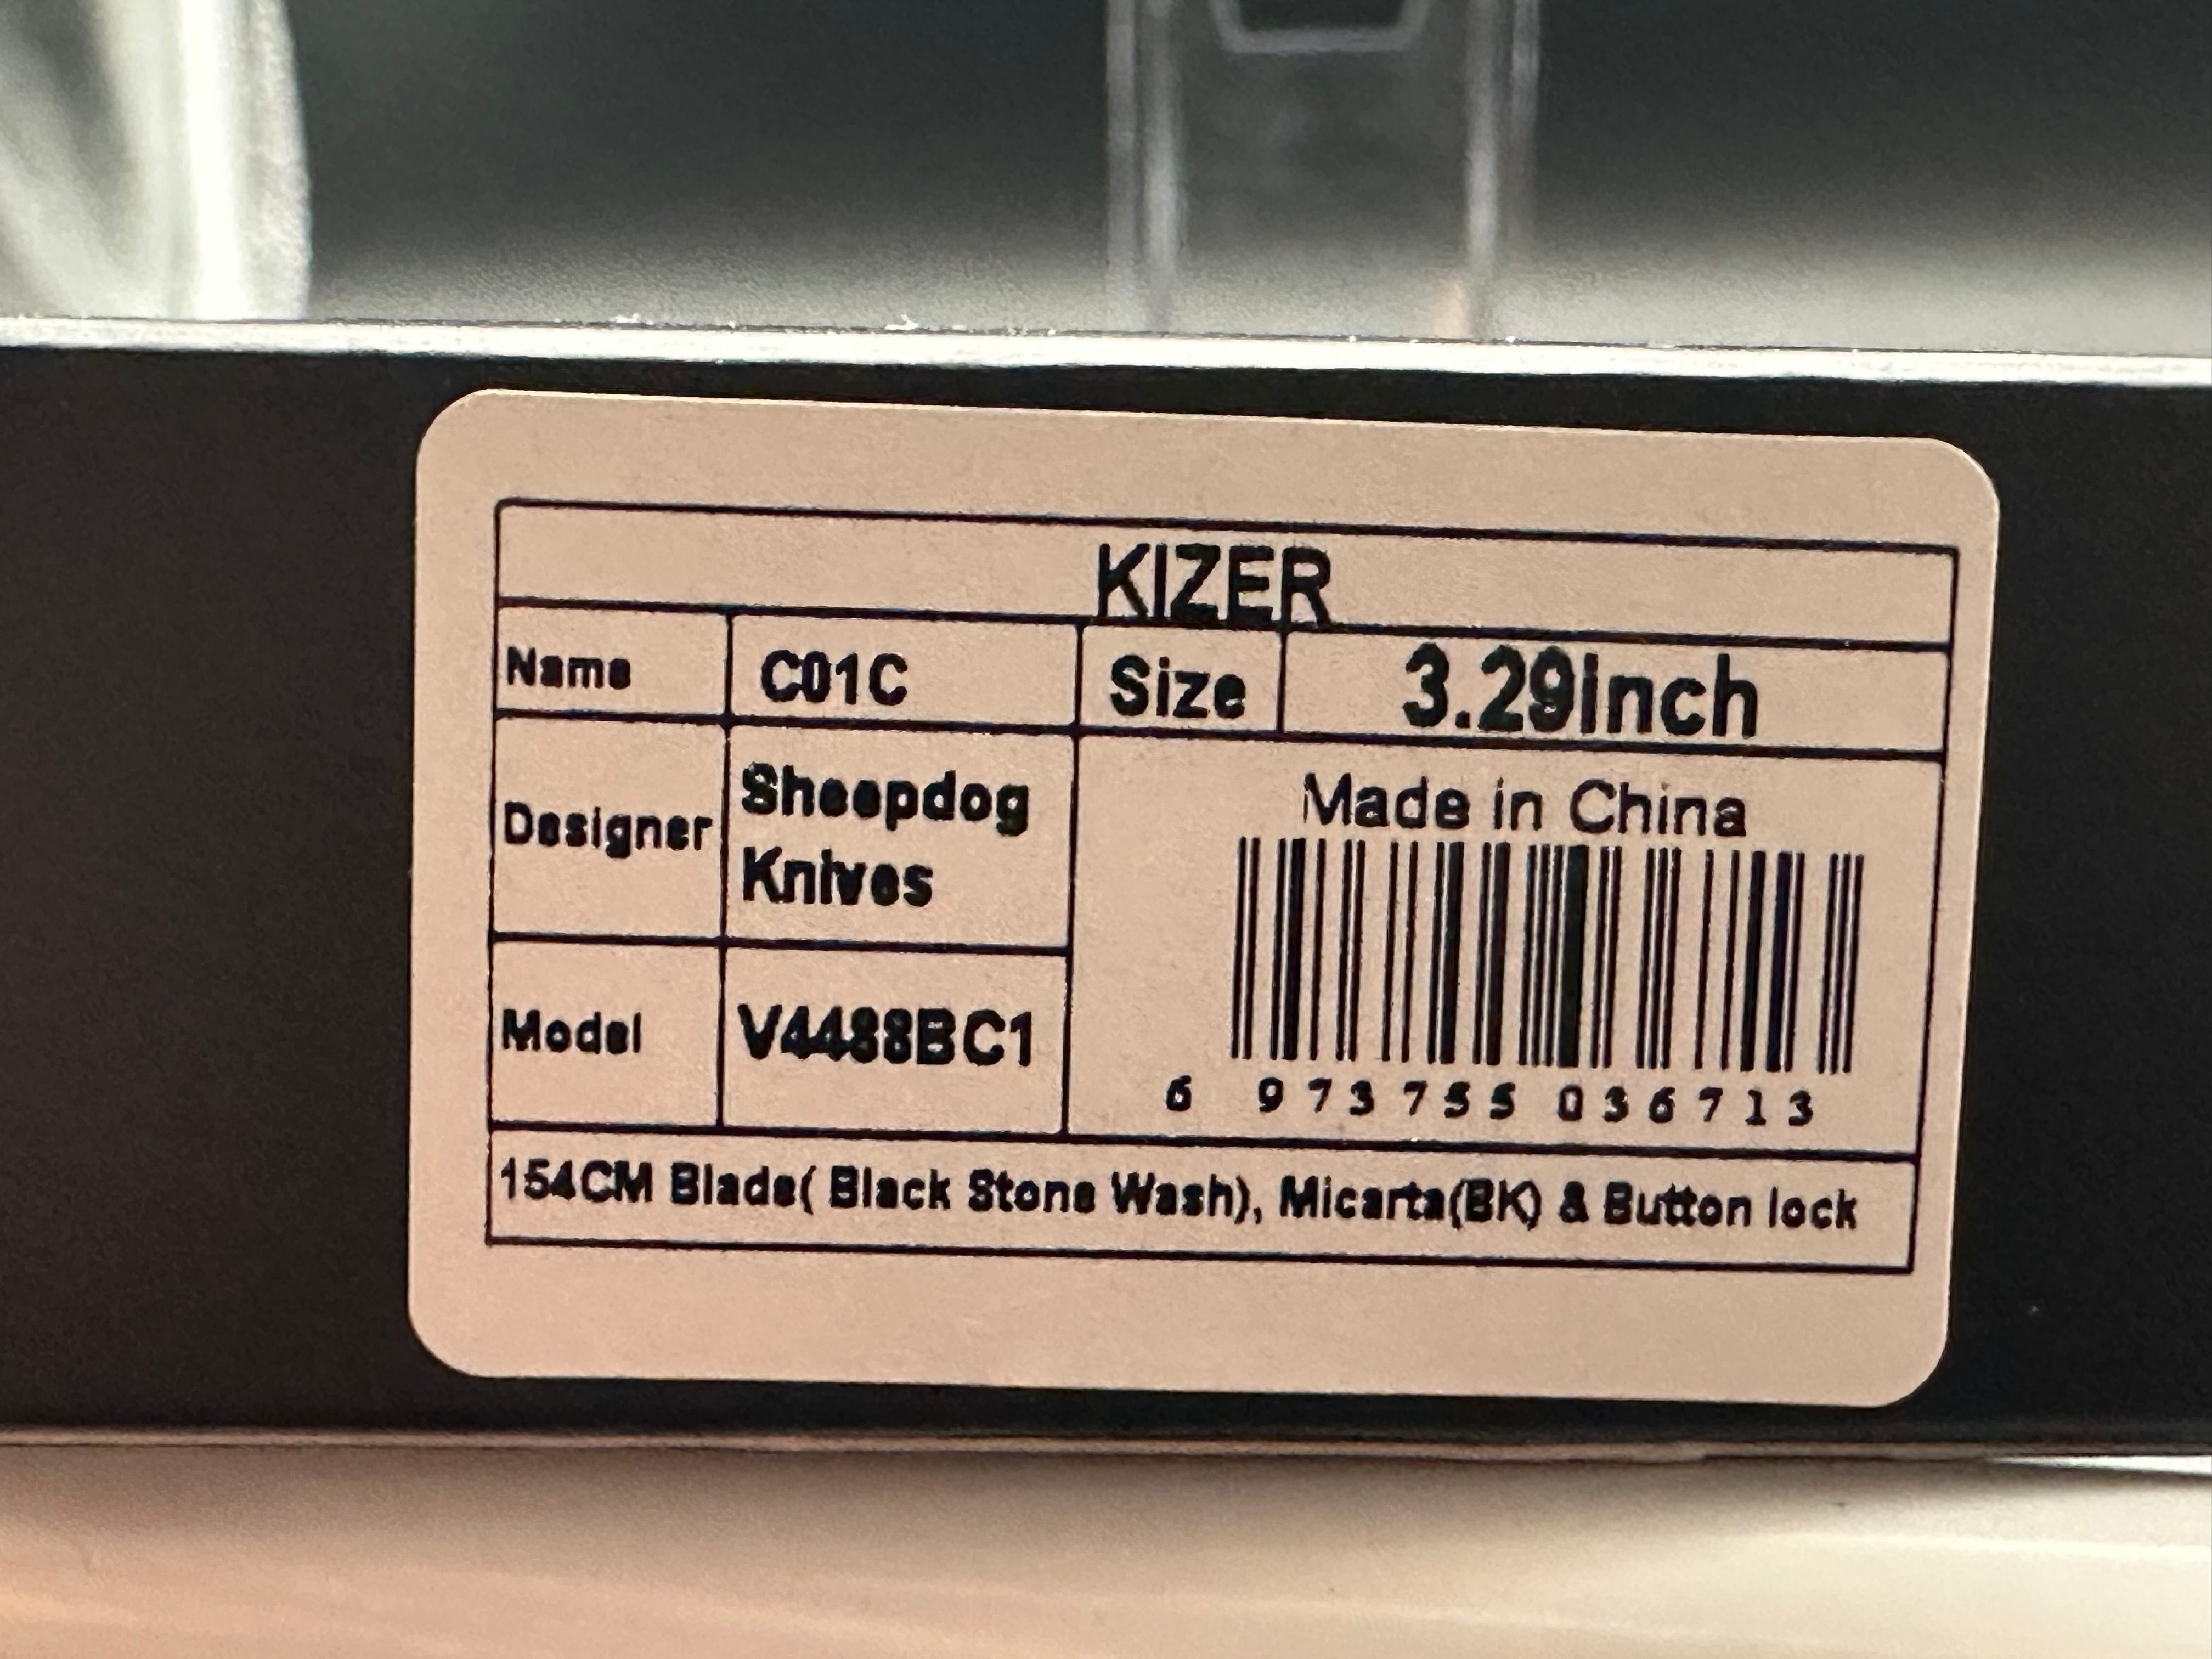 KIZER
Name C01C Size 3.29inch
Designer Sheepdog
Knives
Made in China
Model V4488BC1
6 973755 036713
154CM Blade( Black Stone Wash), Micarta(BK) & Button lock